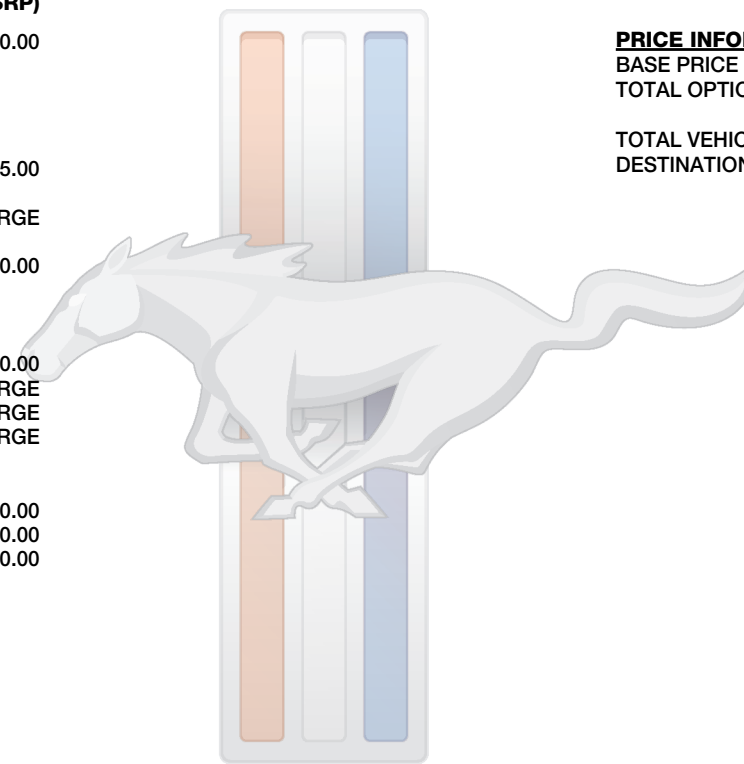 SRP)
0.00
5.00
RGE
0.00
0.00
RGE
RGE
RGE
0.00
0.00
0.00
PRICE INFO
BASE PRICE
TOTAL OPTIO
TOTAL VEHIC
DESTINATION